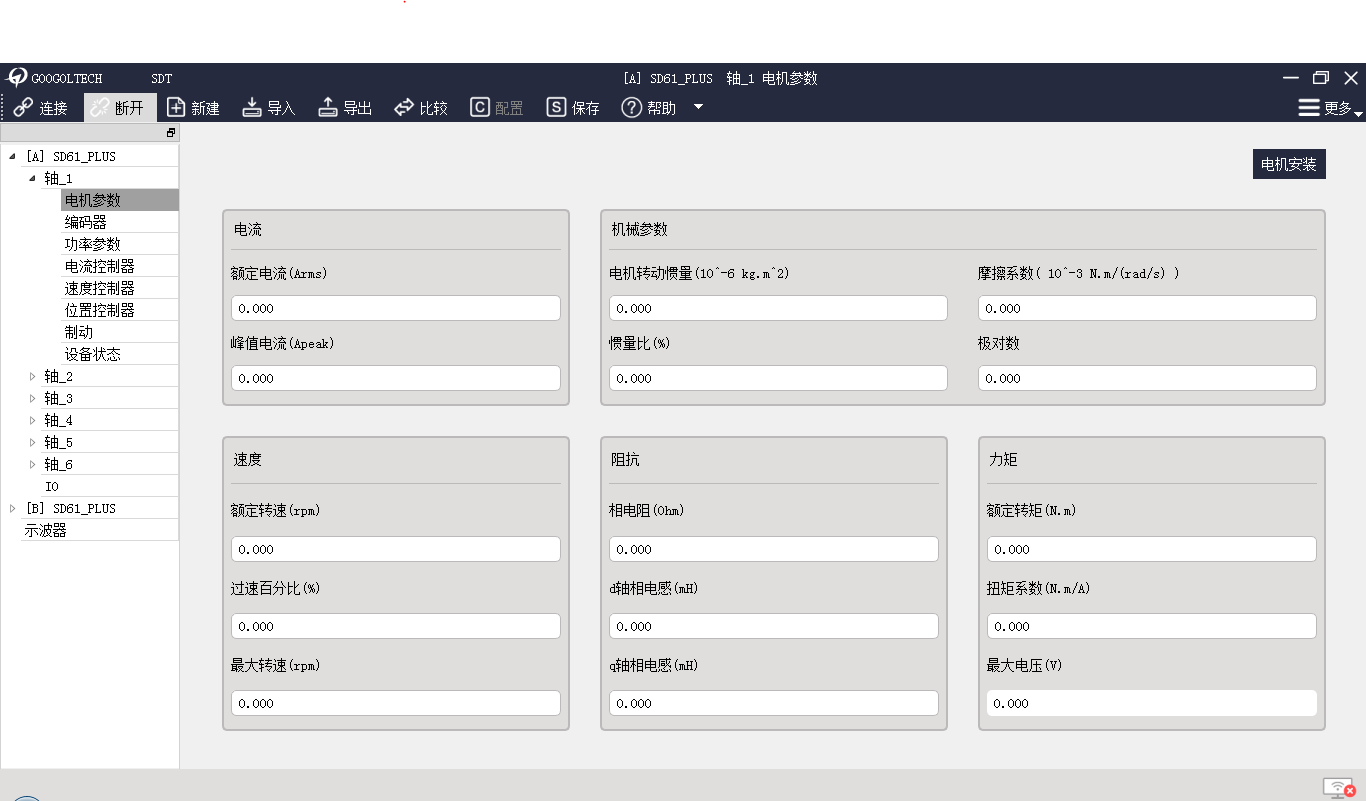 GOOGOLTECH SDT [A] SD61_PLUS 轴_1 电机参数
连接 断开 新建 导入 导出 比较 C 配置 S 保存 ? 帮助 更多
[A] SD61_PLUS
轴_1
电机参数
编码器
功率参数
电流控制器
速度控制器
位置控制器
制动
设备状态
轴_2
轴_3
轴_4
轴_5
轴_6
IO
[B] SD61_PLUS
示波器
电机安装
电流
额定电流(Arms)
0.000
峰值电流(Apeak)
0.000
机械参数
电机转动惯量(10^-6 kg.m^2) 摩擦系数( 10^-3 N.m/(rad/s) )
0.000 0.000
惯量比(%) 极对数
0.000 0.000
速度
额定转速(rpm)
0.000
过速百分比(%)
0.000
最大转速(rpm)
0.000
阻抗
相电阻(Ohm)
0.000
d轴相电感(mH)
0.000
q轴相电感(mH)
0.000
力矩
额定转矩(N.m)
0.000
扭矩系数(N.m/A)
0.000
最大电压(V)
0.000